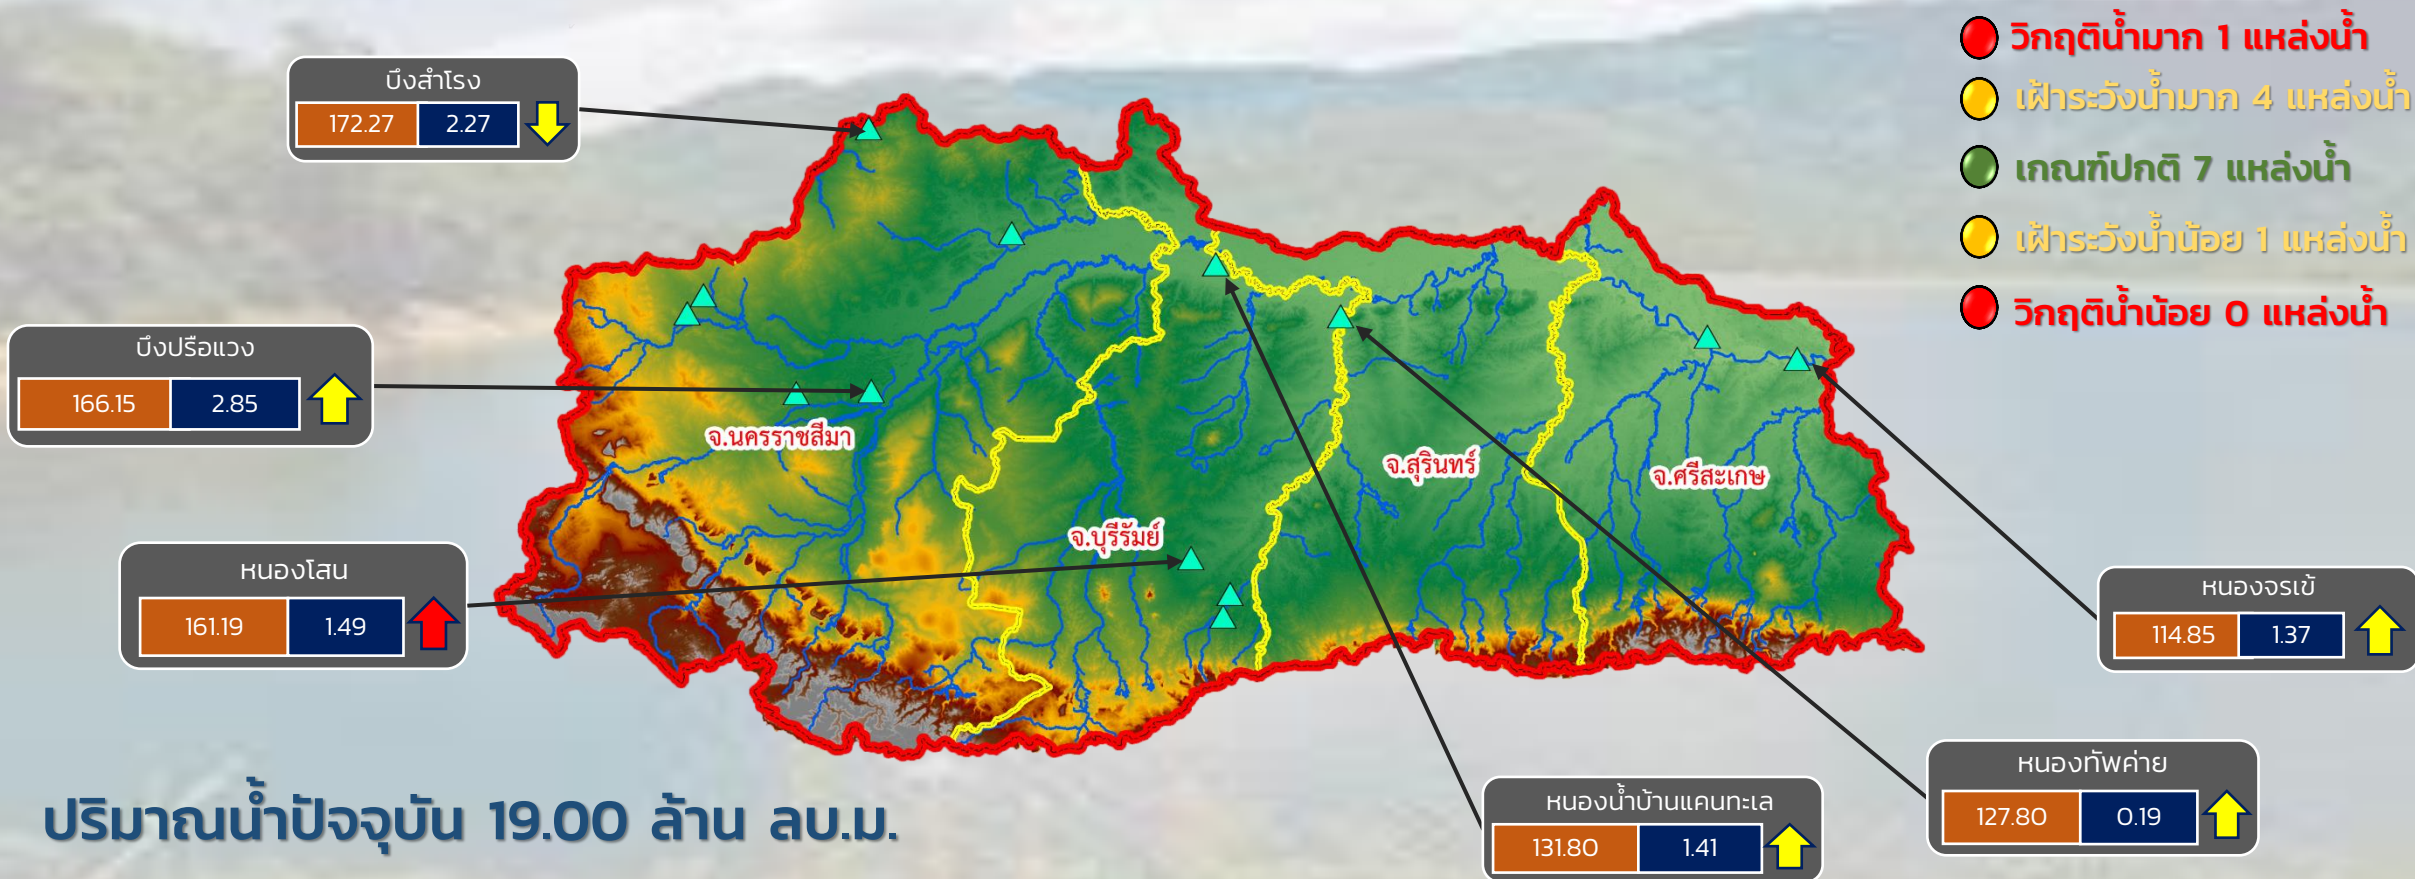 วิกฤติน้ำมาก 1 แหล่งน้ำ
เฝ้าระวังน้ำมาก 4 แหล่งน้ำ
เกณฑ์ปกติ 7 แหล่งน้ำ
เฝ้าระวังน้ำน้อย 1 แหล่งน้ำ
วิกฤติน้ำน้อย 0 แหล่งน้ำ
บึงสำโรง
172.27 2.27
บึงปรือแวง
166.15 2.85
หนองโสน
161.19 1.49
จ.นครราชสีมา
จ.บุรีรัมย์
จ.สุรินทร์
จ.ศรีสะเกษ
หนองจรเข้
114.85 1.37
หนองทัพค่าย
127.80 0.19
หนองน้ำบ้านแคนทะเล
131.80 1.41
ปริมาณน้ำปัจจุบัน 19.00 ล้าน ลบ.ม.